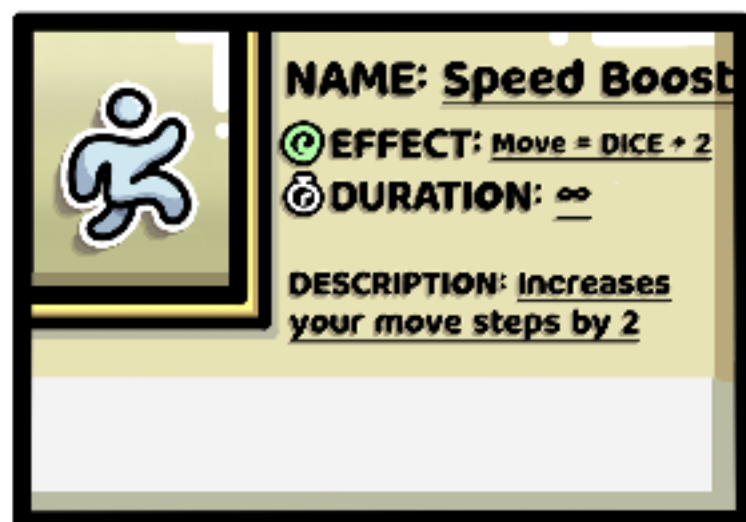 NAME: Speed Boost
EFFECT: Move = DICE + 2
DURATION: ∞
DESCRIPTION: Increases
your move steps by 2